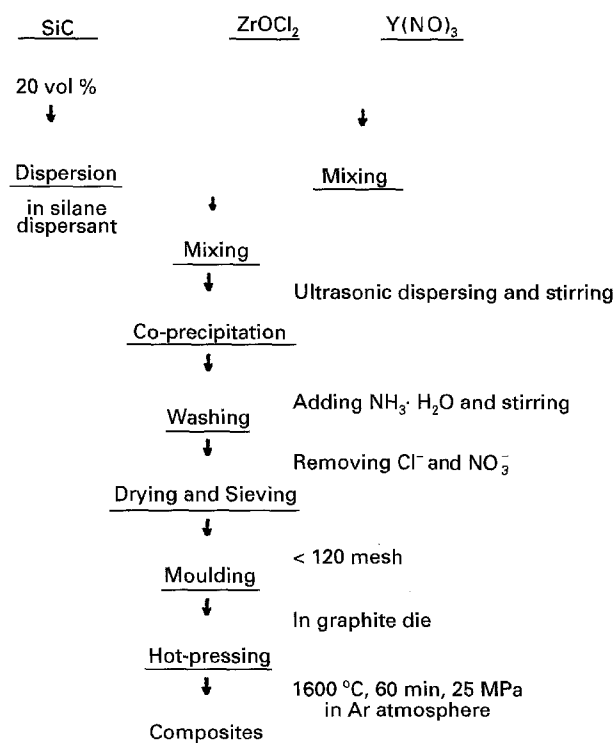 SiC ZrOCl₂ Y(NO)₃
20 vol %
Dispersion
in silane
dispersant
Mixing
Mixing
Ultrasonic dispersing and stirring
Co-precipitation
Adding NH₃· H₂O and stirring
Washing
Removing Cl⁻ and NO₃⁻
Drying and Sieving
< 120 mesh
Moulding
In graphite die
Hot-pressing
1600 °C, 60 min, 25 MPa
in Ar atmosphere
Composites